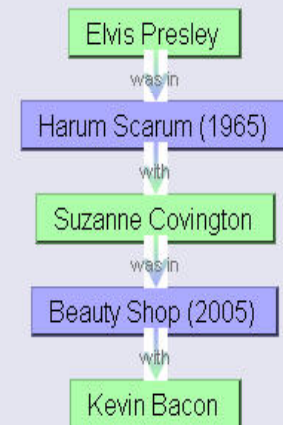 Elvis Presley
was in
Harum Scarum (1965)
with
Suzanne Covington
was in
Beauty Shop (2005)
with
Kevin Bacon